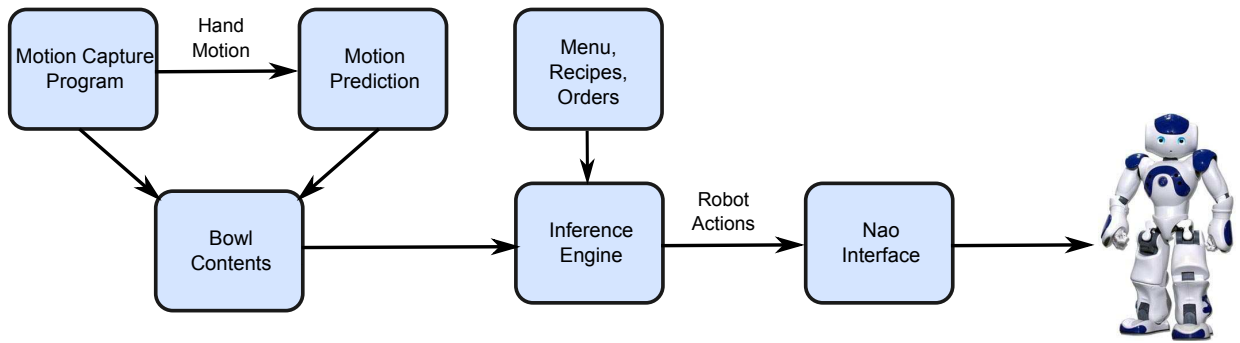 Hand
Motion
Motion Capture
Program
Motion
Prediction
Menu,
Recipes,
Orders
Bowl
Contents
Inference
Engine
Robot
Actions
Nao
Interface